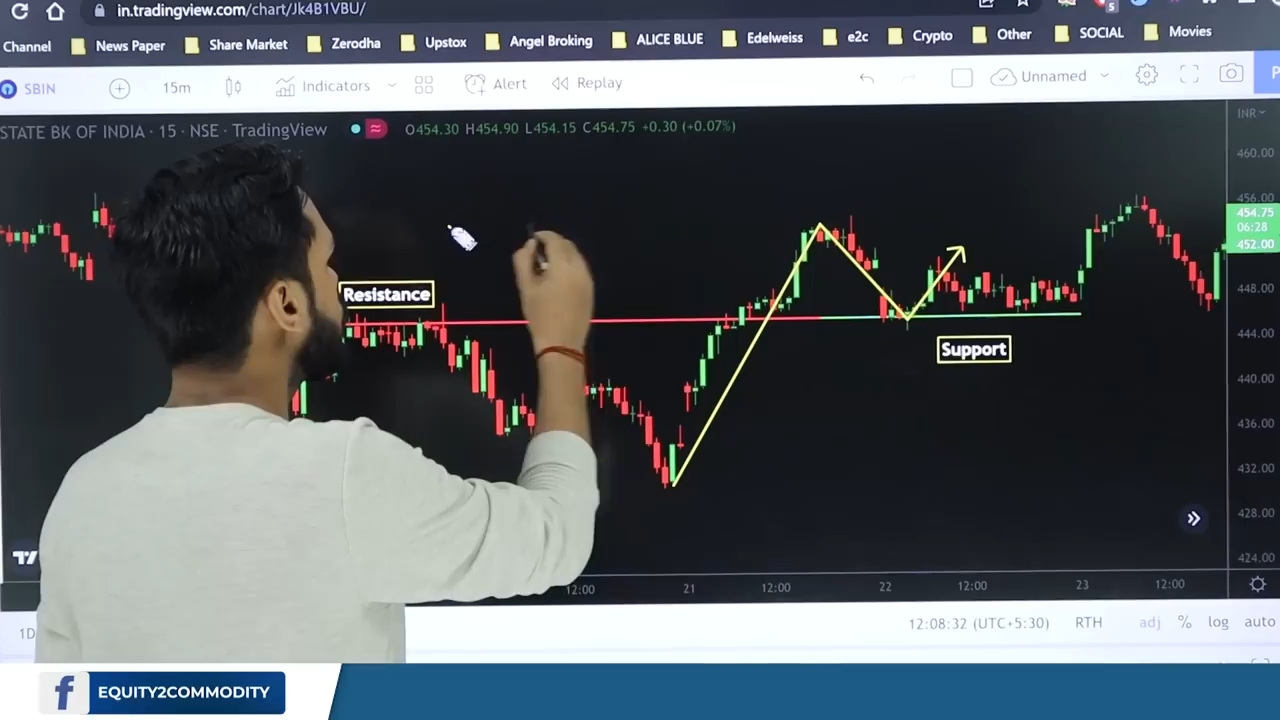 in.tradingview.com/chart/Jk4B1VBU/
5
Channel News Paper Share Market Zerodha Upstox Angel Broking ALICE BLUE Edelweiss e2c Crypto Other SOCIAL Movies
SBIN 15m Indicators Alert Replay Unnamed P
STATE BK OF INDIA · 15 · NSE · TradingView O454.30 H454.90 L454.15 C454.75 +0.30 (+0.07%) INR
460.00
456.00
454.75
06:28
452.00
Resistance
448.00
444.00
Support
440.00
436.00
432.00
428.00
424.00
12:00 21 12:00 22 12:00 23 12:00
1D 12:08:32 (UTC+5:30) RTH adj % log auto
f EQUITY2COMMODITY